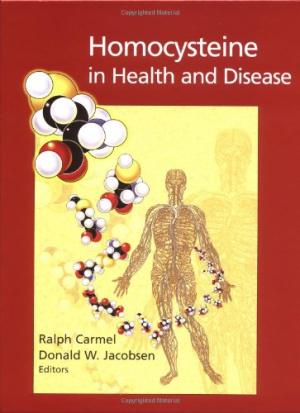 Homocysteine
in Health and Disease
Ralph Carmel
Donald W. Jacobsen
Editors